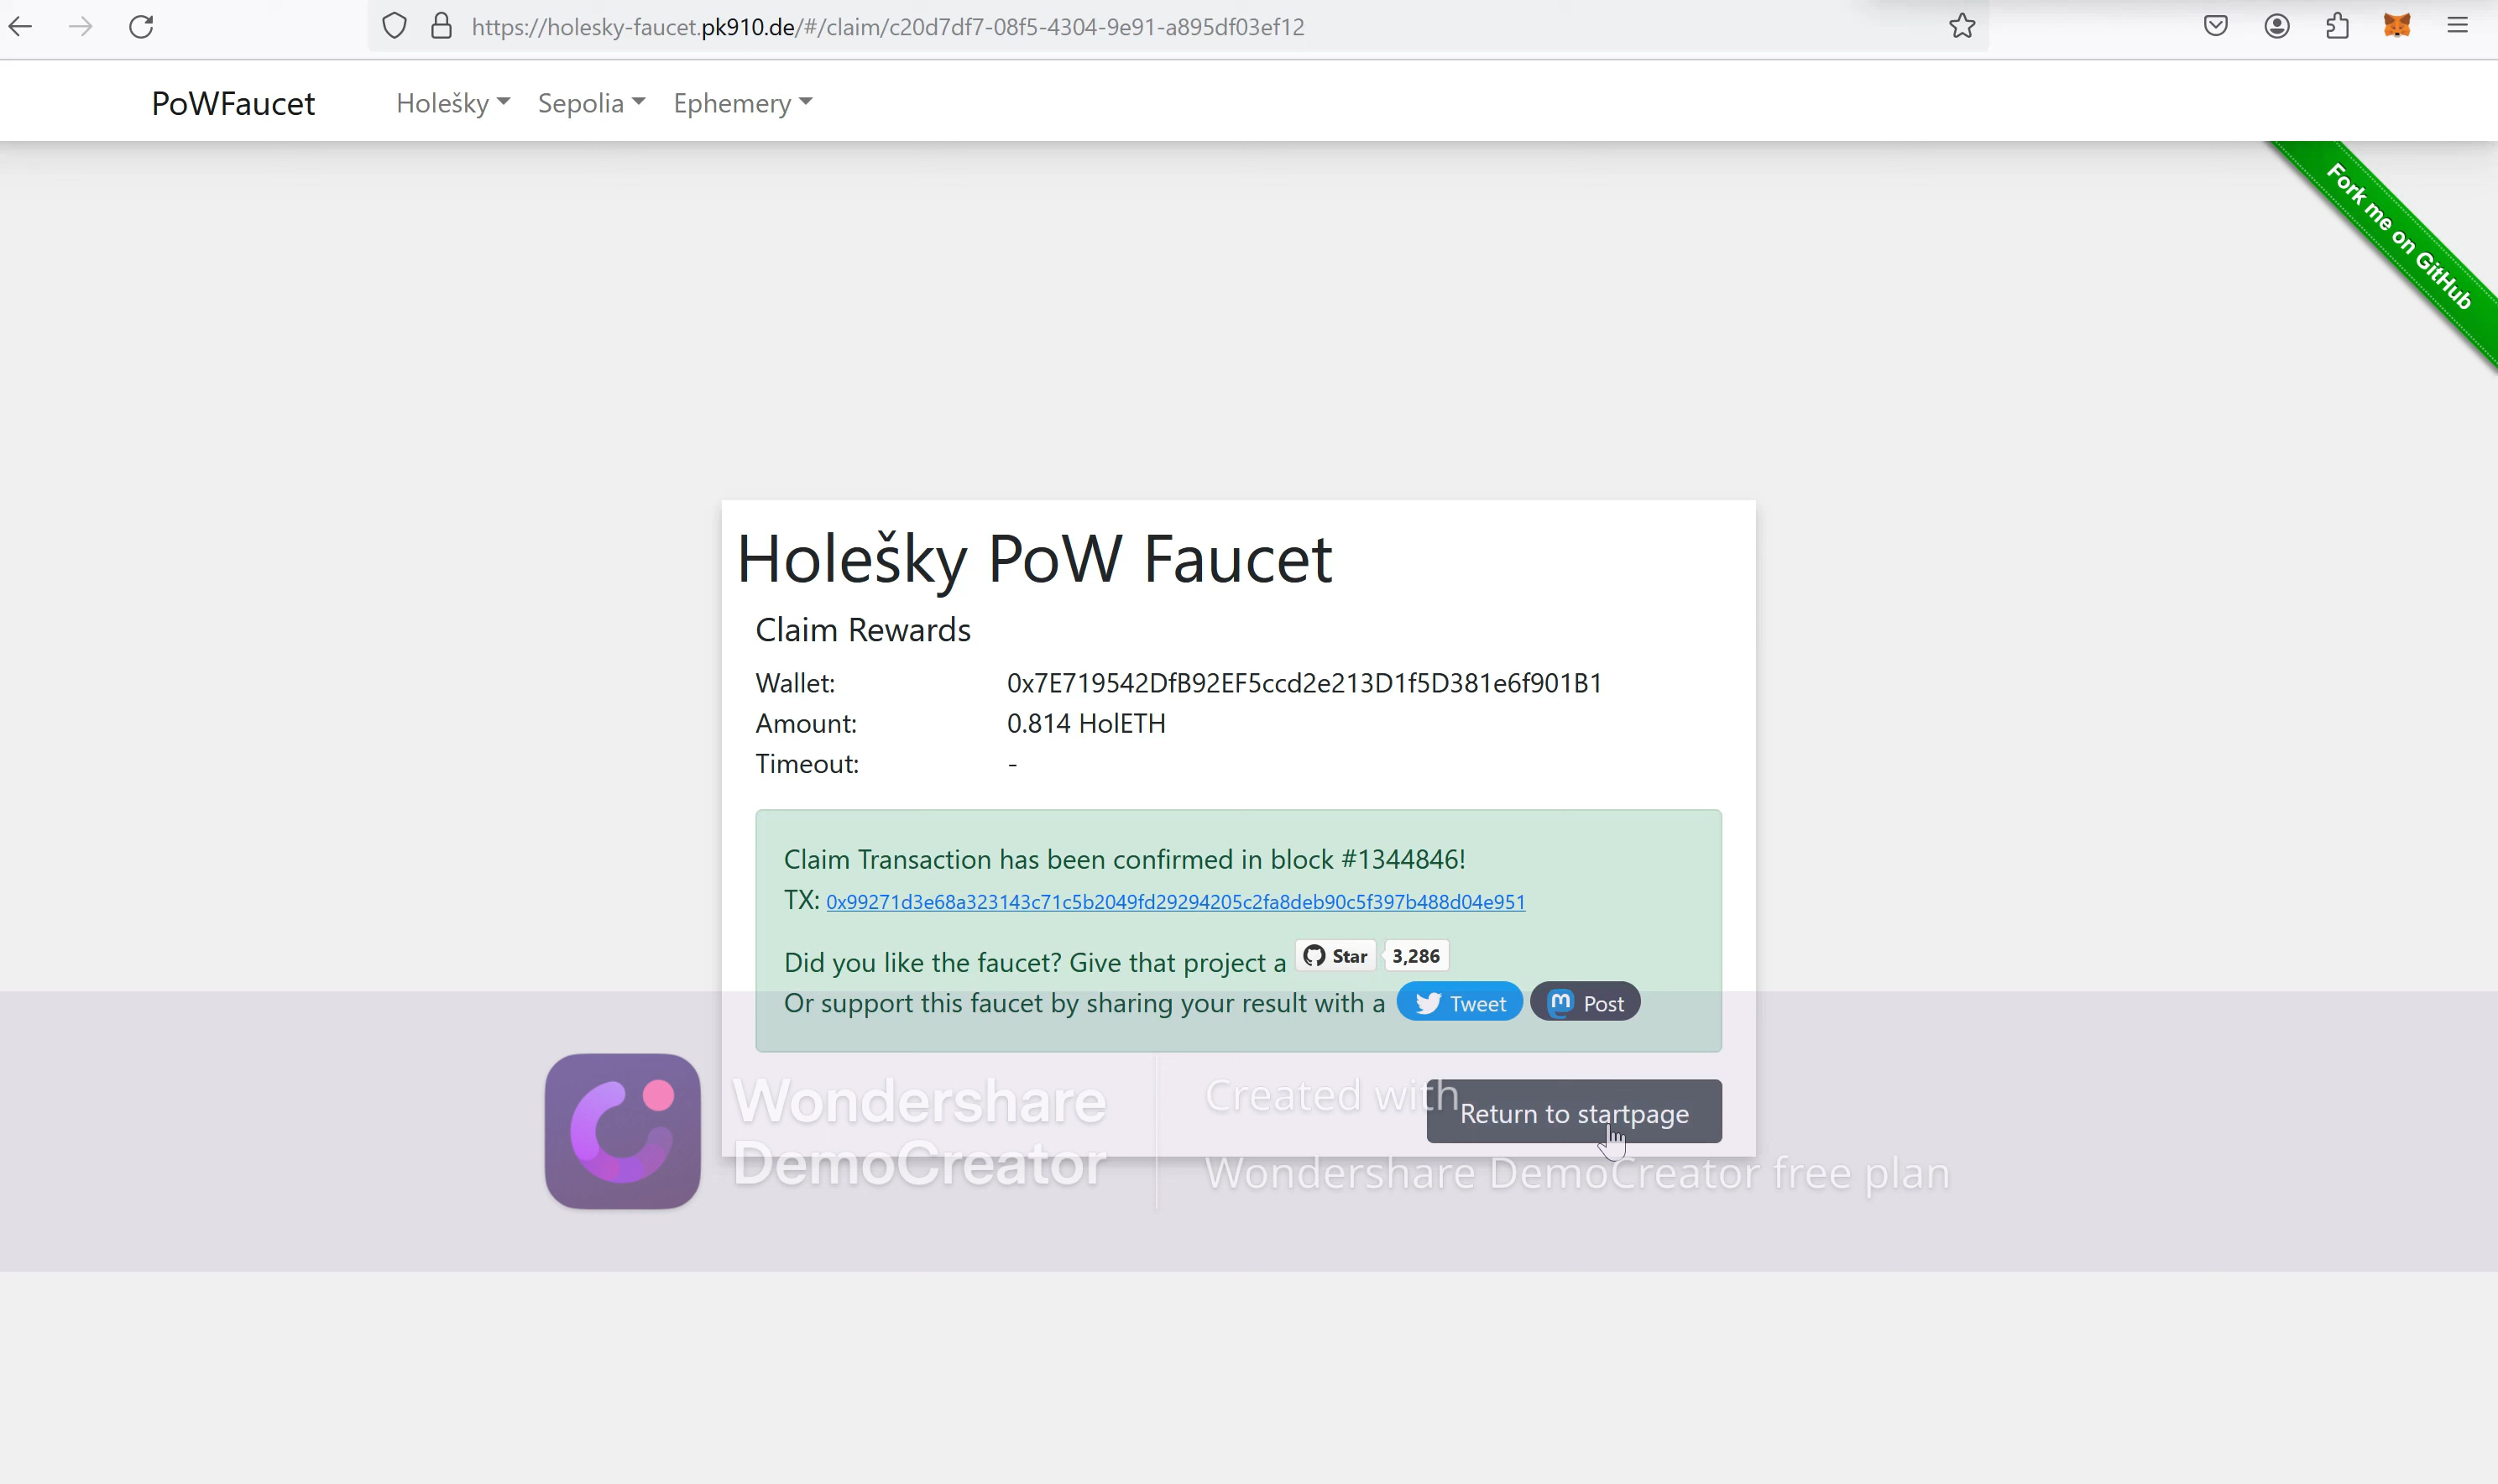 https://holesky-faucet.pk910.de/#/claim/c20d7df7-08f5-4304-9e91-a895df03ef12
PoWFaucet Holešky Sepolia Ephemery
Fork me on GitHub
Holešky PoW Faucet
Claim Rewards
Wallet: 0x7E719542DfB92EF5ccd2e213D1f5D381e6f901B1
Amount: 0.814 HolETH
Timeout: -
Claim Transaction has been confirmed in block #1344846!
TX: 0x99271d3e68a323143c71c5b2049fd29294205c2fa8deb90c5f397b488d04e951
Did you like the faucet? Give that project a Star 3,286
Or support this faucet by sharing your result with a Tweet Post
Return to startpage
Wondershare
DemoCreator
Created with
Wondershare DemoCreator free plan